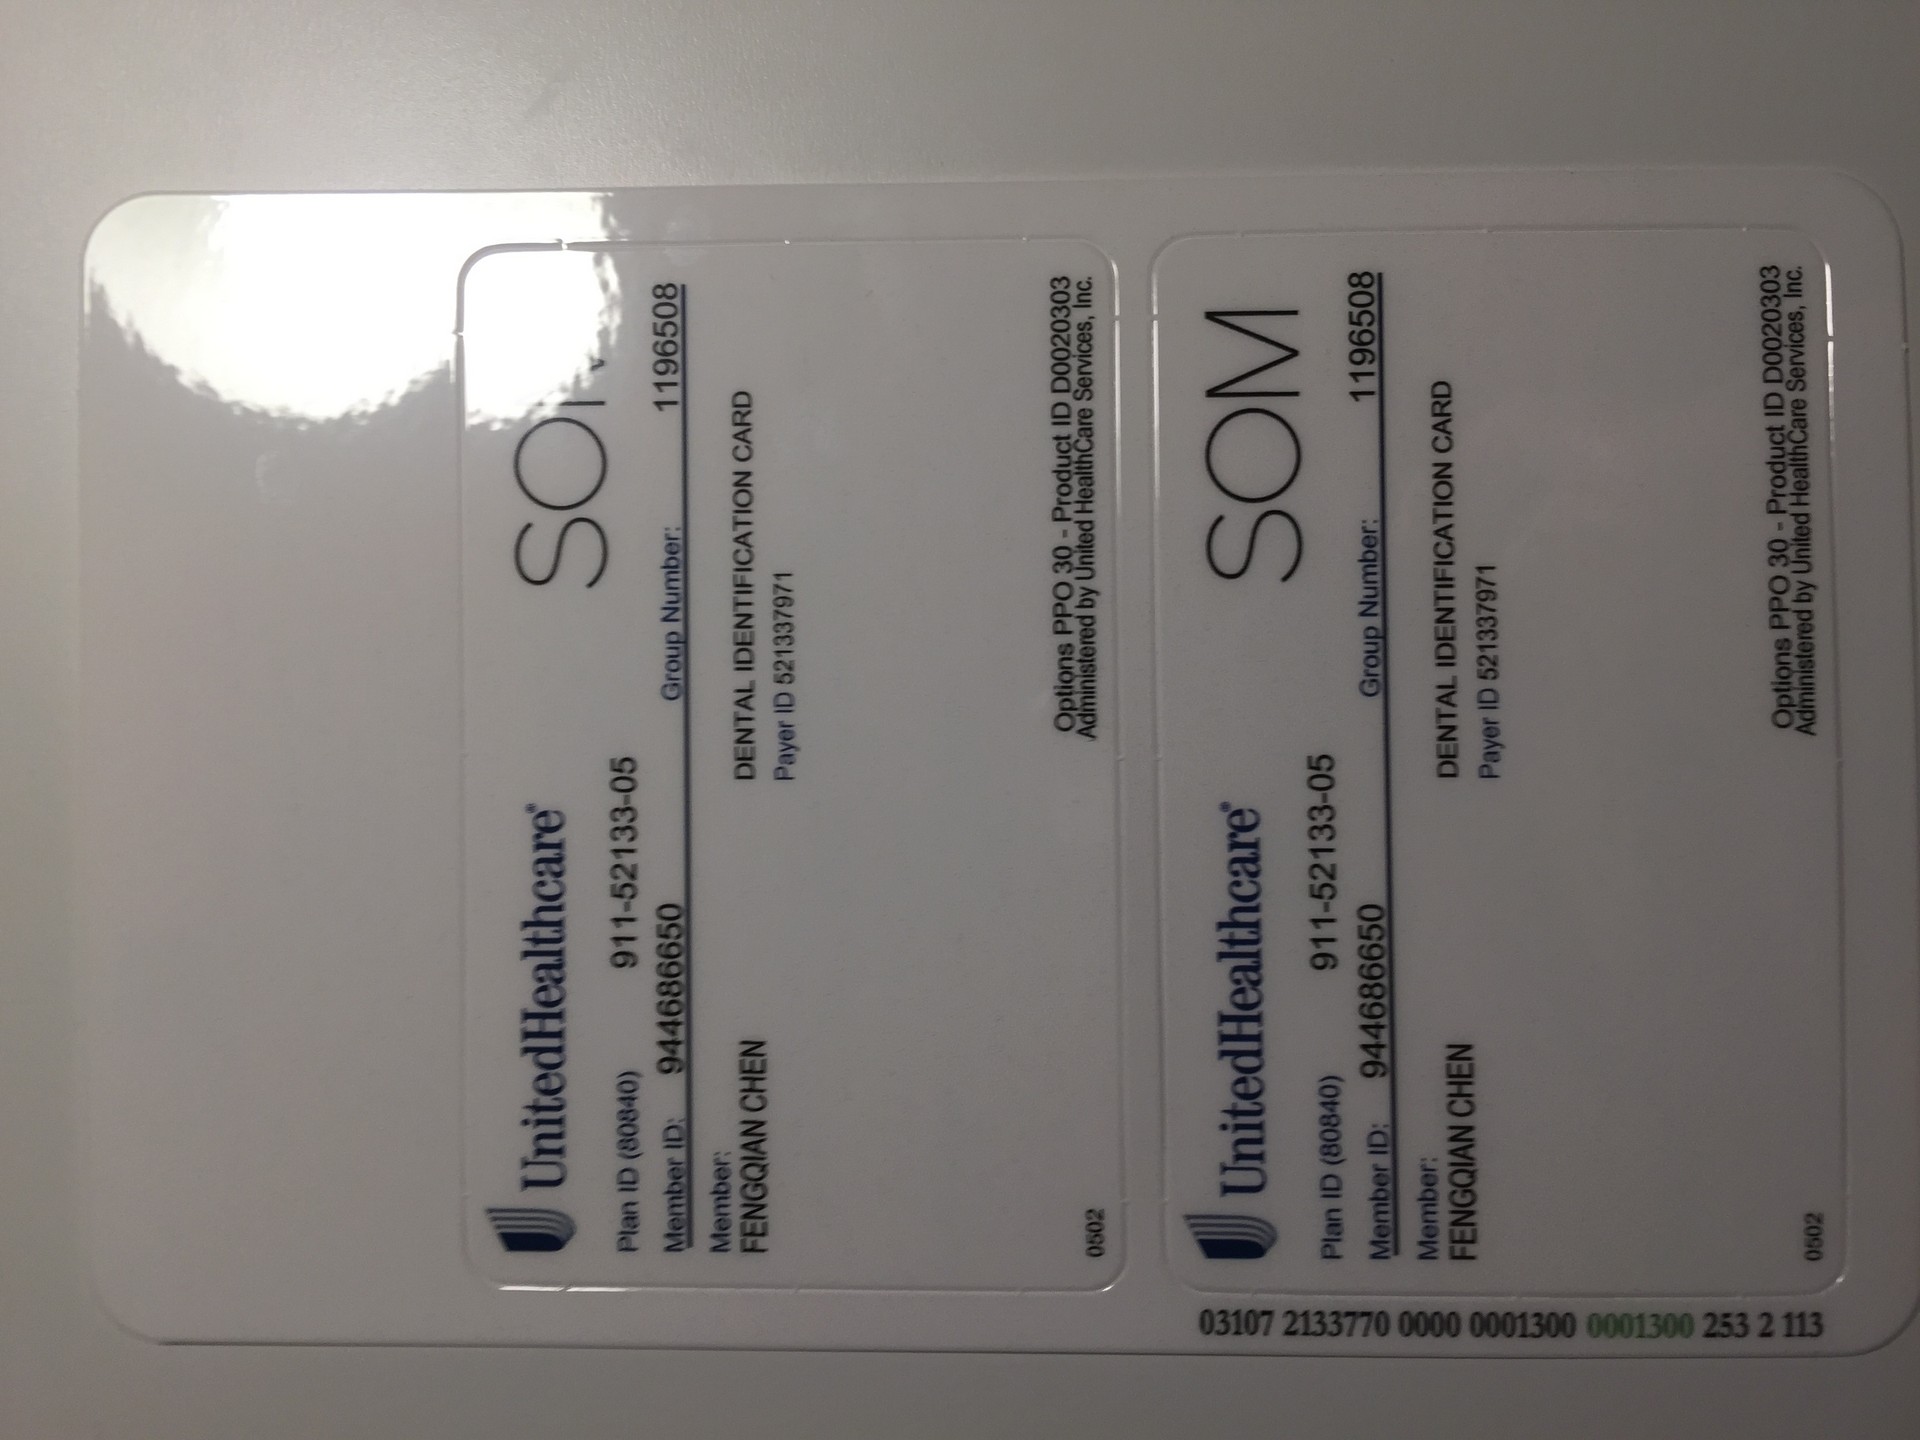 UnitedHealthcare®
SO
Plan ID (80840) 911-52133-05
Member ID: 944686650 Group Number: 1196508
Member:
FENGQIAN CHEN
DENTAL IDENTIFICATION CARD
Payer ID 521337971
0502
Options PPO 30 - Product ID D0020303
Administered by United HealthCare Services, Inc.
UnitedHealthcare®
SOM
Plan ID (80840) 911-52133-05
Member ID: 944686650 Group Number: 1196508
Member:
FENGQIAN CHEN
DENTAL IDENTIFICATION CARD
Payer ID 521337971
0502
Options PPO 30 - Product ID D0020303
Administered by United HealthCare Services, Inc.
03107 2133770 0000 0001300 0001300 253 2 113